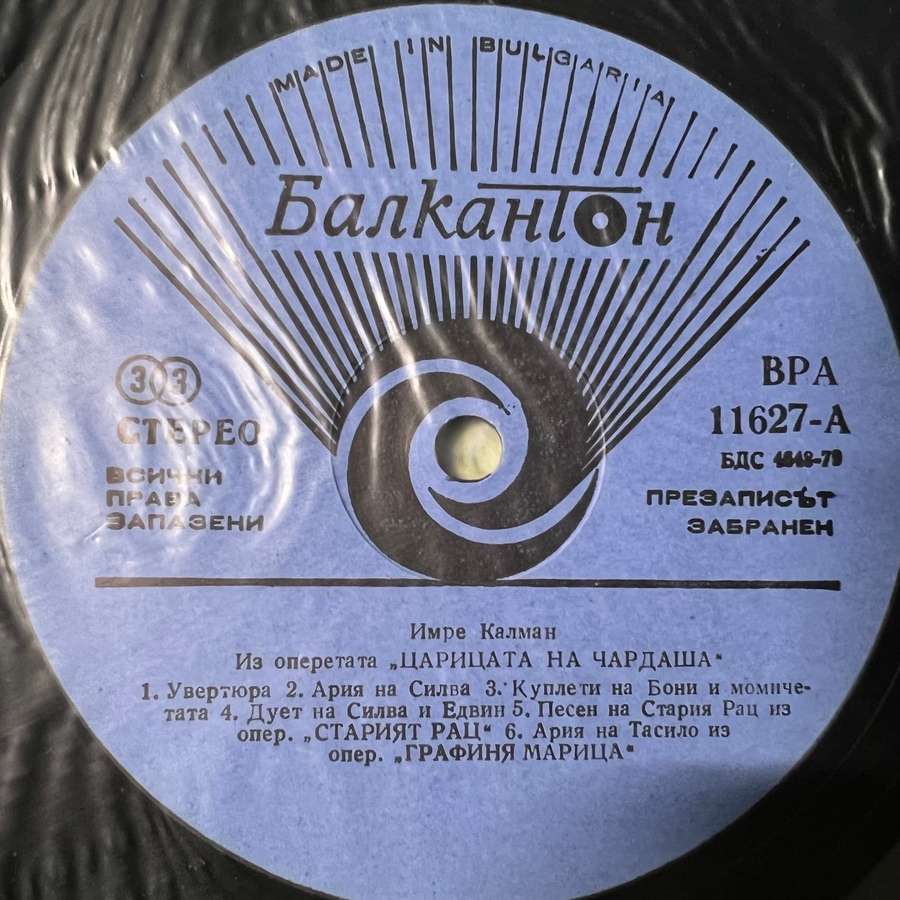 MADE IN BULGARIA
Балкантон
33
СТЕРЕО
ВСИЧКИ
ПРАВА
ЗАПАЗЕНИ
ВРА
11627-А
БДС
ПРЕЗАПИСЪТ
ЗАБРАНЕН
Имре Калман
Из оперетата „ЦАРИЦАТА НА ЧАРДАША"
1. Увертюра 2. Ария на Силва 3. Куплети на Бони и момиче-
тата 4. Дует на Силва и Едвин 5. Песен на Стария Рац из
опер. „СТАРИЯТ РАЦ" 6. Ария на Тасило из
опер. „ГРАФИНЯ МАРИЦА"